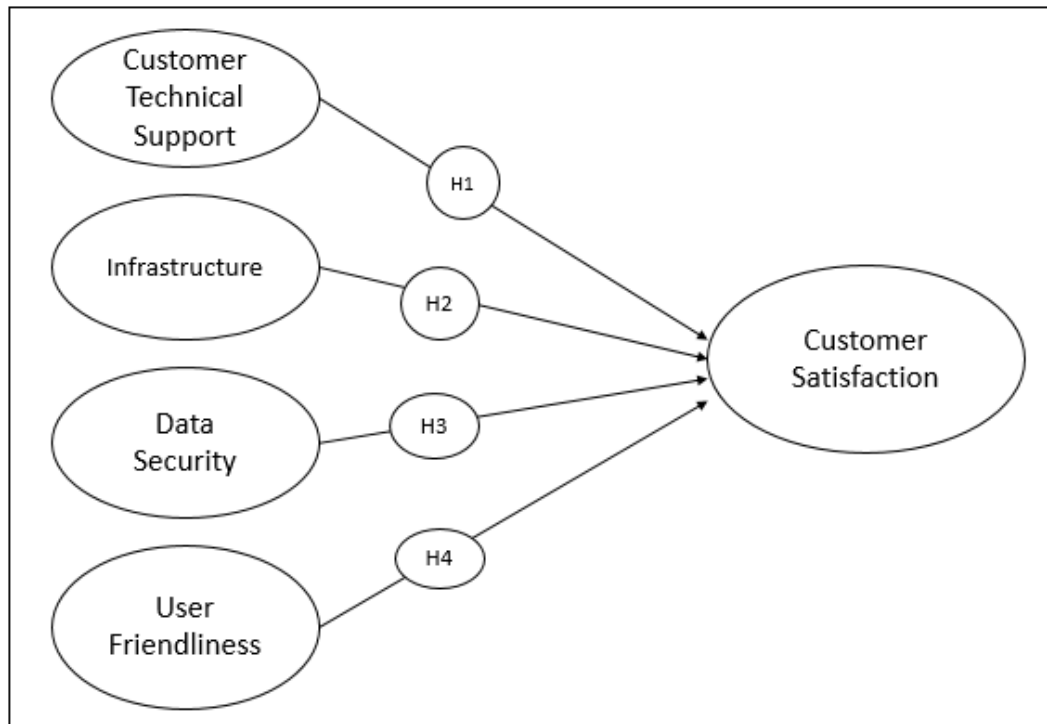 Customer
Technical
Support
H1
Infrastructure
H2
Customer
Satisfaction
Data
Security
H3
User
Friendliness
H4